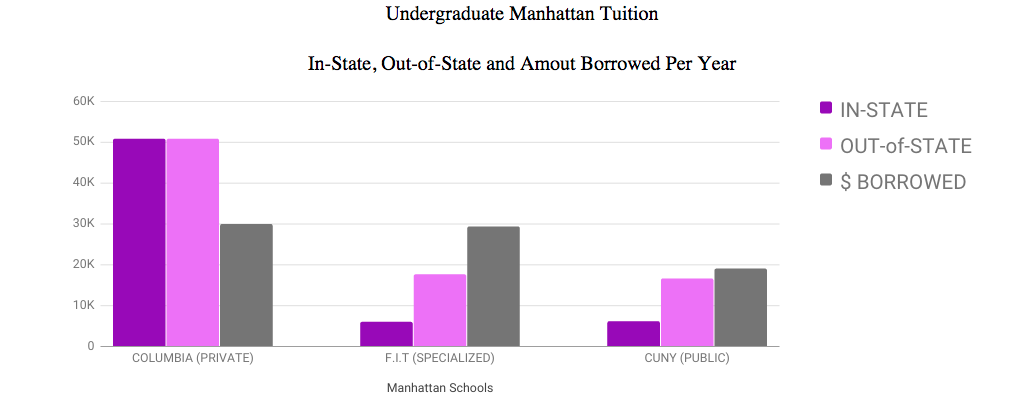 Undergraduate Manhattan Tuition
In-State, Out-of-State and Amout Borrowed Per Year
60K
50K
40K
30K
20K
10K
0
IN-STATE
OUT-of-STATE
$ BORROWED
COLUMBIA (PRIVATE)
F.I.T (SPECIALIZED)
CUNY (PUBLIC)
Manhattan Schools